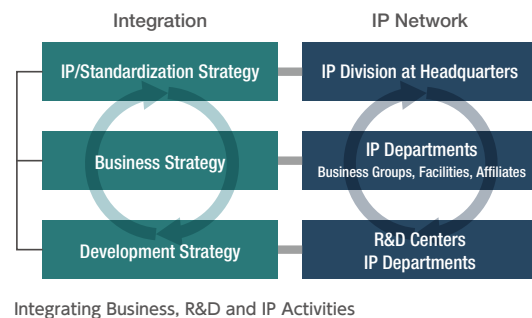 Integration
IP Network
IP/Standardization Strategy
IP Division at Headquarters
Business Strategy
IP Departments
Business Groups, Facilities, Affiliates
Development Strategy
R&D Centers
IP Departments
Integrating Business, R&D and IP Activities